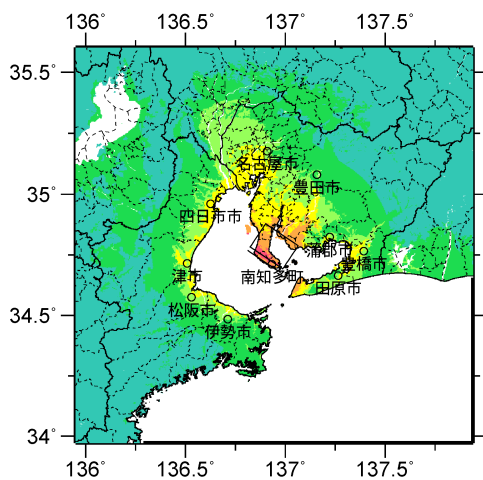 136˚ 136.5˚ 137˚ 137.5˚
35.5˚
名古屋市
35˚
豊田市
四日市市
蒲郡市
豊橋市
津市
南知多町
田原市
松阪市
34.5˚
伊勢市
34˚
136˚ 136.5˚ 137˚ 137.5˚